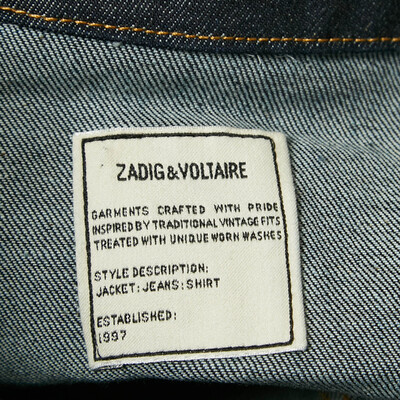 ZADIG&VOLTAIRE
GARMENTS CRAFTED WITH PRIDE
INSPIRED BY TRADITIONAL VINTAGE FITS
TREATED WITH UNIQUE WORN WASHES
STYLE DESCRIPTION:
JACKET: JEANS: SHIRT
ESTABLISHED:
1997